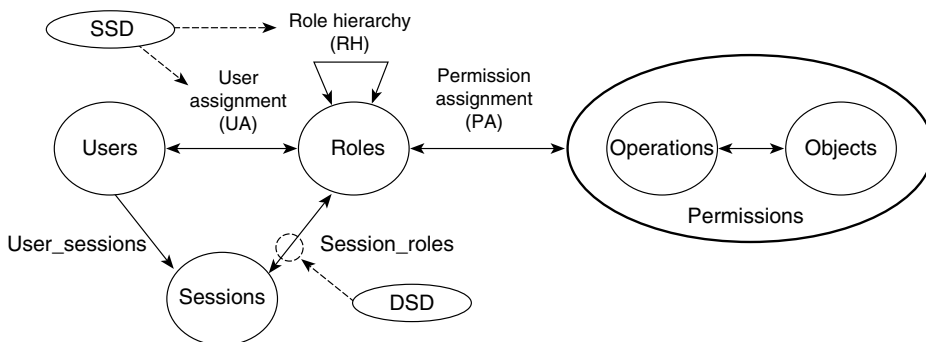 SSD
Role hierarchy
(RH)
User
assignment
(UA)
Permission
assignment
(PA)
Users
Roles
Operations
Objects
Permissions
User_sessions
Session_roles
Sessions
DSD